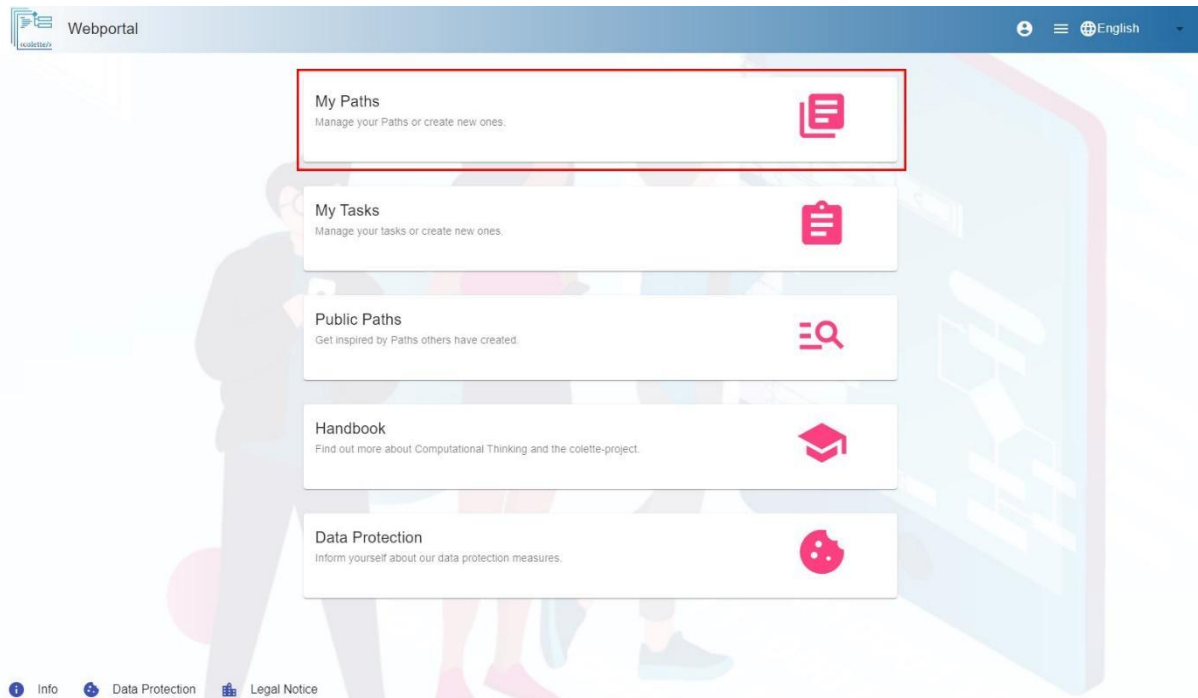 <colette/>
Webportal
English
My Paths
Manage your Paths or create new ones.
My Tasks
Manage your tasks or create new ones.
Public Paths
Get inspired by Paths others have created.
Handbook
Find out more about Computational Thinking and the colette-project.
Data Protection
Inform yourself about our data protection measures.
Info
Data Protection
Legal Notice